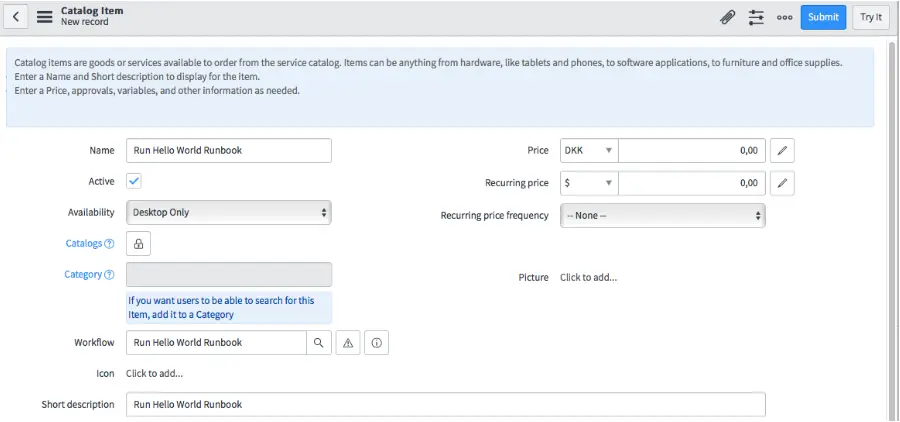 Catalog Item
New record
Submit
Try It
Catalog items are goods or services available to order from the service catalog. Items can be anything from hardware, like tablets and phones, to software applications, to furniture and office supplies.
Enter a Name and Short description to display for the item.
Enter a Price, approvals, variables, and other information as needed.
Name Run Hello World Runbook
Price DKK 0,00
Active
Recurring price $ 0,00
Availability Desktop Only
Recurring price frequency -- None --
Catalogs
Category
Picture Click to add...
If you want users to be able to search for this
Item, add it to a Category
Workflow Run Hello World Runbook
Icon Click to add...
Short description Run Hello World Runbook